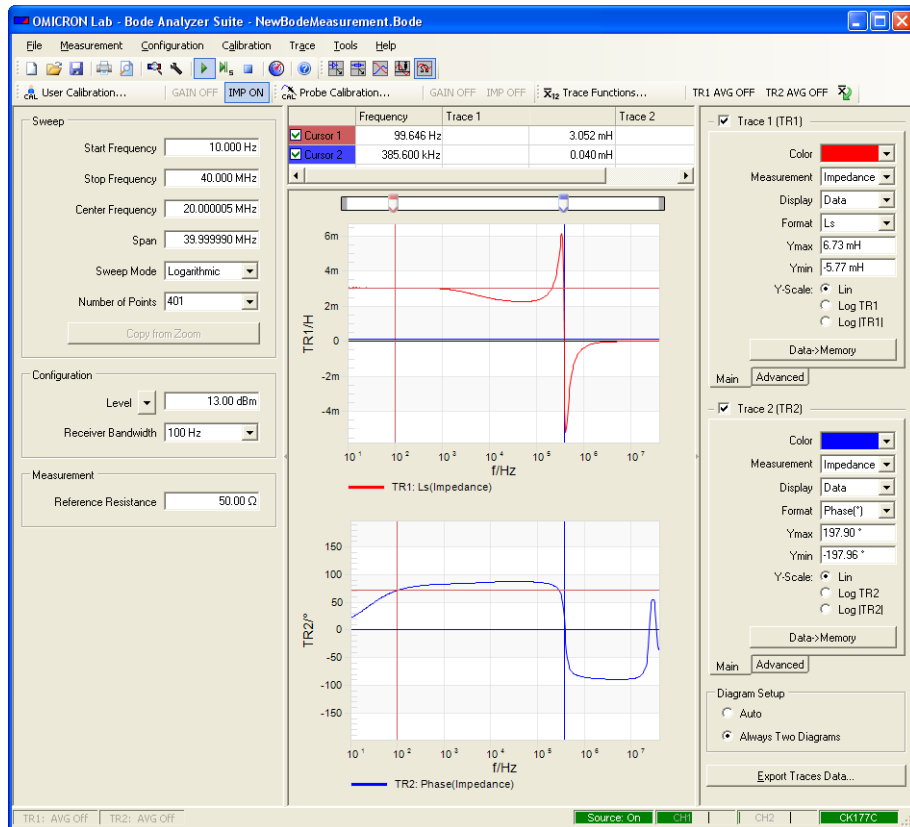 OMICRON Lab - Bode Analyzer Suite - NewBodeMeasurement.Bode
File Measurement Configuration Calibration Trace Tools Help
CAL User Calibration... GAIN OFF IMP ON CAL Probe Calibration... GAIN OFF IMP OFF X12 Trace Functions... TR1 AVG OFF TR2 AVG OFF
Sweep
Start Frequency 10.000 Hz
Stop Frequency 40.000 MHz
Center Frequency 20.000005 MHz
Span 39.999990 MHz
Sweep Mode Logarithmic
Number of Points 401
Copy from Zoom
Configuration
Level 13.00 dBm
Receiver Bandwidth 100 Hz
Measurement
Reference Resistance 50.00 Ω
Frequency Trace 1 Trace 2
Cursor 1 99.646 Hz 3.052 mH
Cursor 2 385.600 kHz 0.040 mH
TR1/H
6m
4m
2m
0
-2m
-4m
10^1 10^2 10^3 10^4 10^5 10^6 10^7
f/Hz
TR1: Ls(Impedance)
TR2/°
150
100
50
0
-50
-100
-150
10^1 10^2 10^3 10^4 10^5 10^6 10^7
f/Hz
TR2: Phase(Impedance)
Trace 1 (TR1)
Color
Measurement Impedance
Display Data
Format Ls
Ymax 6.73 mH
Ymin -5.77 mH
Y-Scale: Lin
Log TR1
Log |TR1|
Data->Memory
Main Advanced
Trace 2 (TR2)
Color
Measurement Impedance
Display Data
Format Phase(°)
Ymax 197.90 °
Ymin -197.96 °
Y-Scale: Lin
Log TR2
Log |TR2|
Data->Memory
Main Advanced
Diagram Setup
Auto
Always Two Diagrams
Export Traces Data...
TR1: AVG Off TR2: AVG Off Source: On CH1 CH2 CK177C